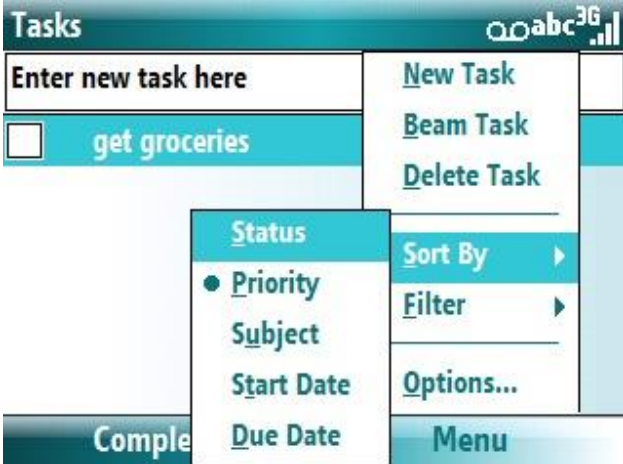 Tasks
abc 3G
Enter new task here
get groceries
New Task
Beam Task
Delete Task
Sort By
Filter
Options...
Status
Priority
Subject
Start Date
Due Date
Comple
Menu